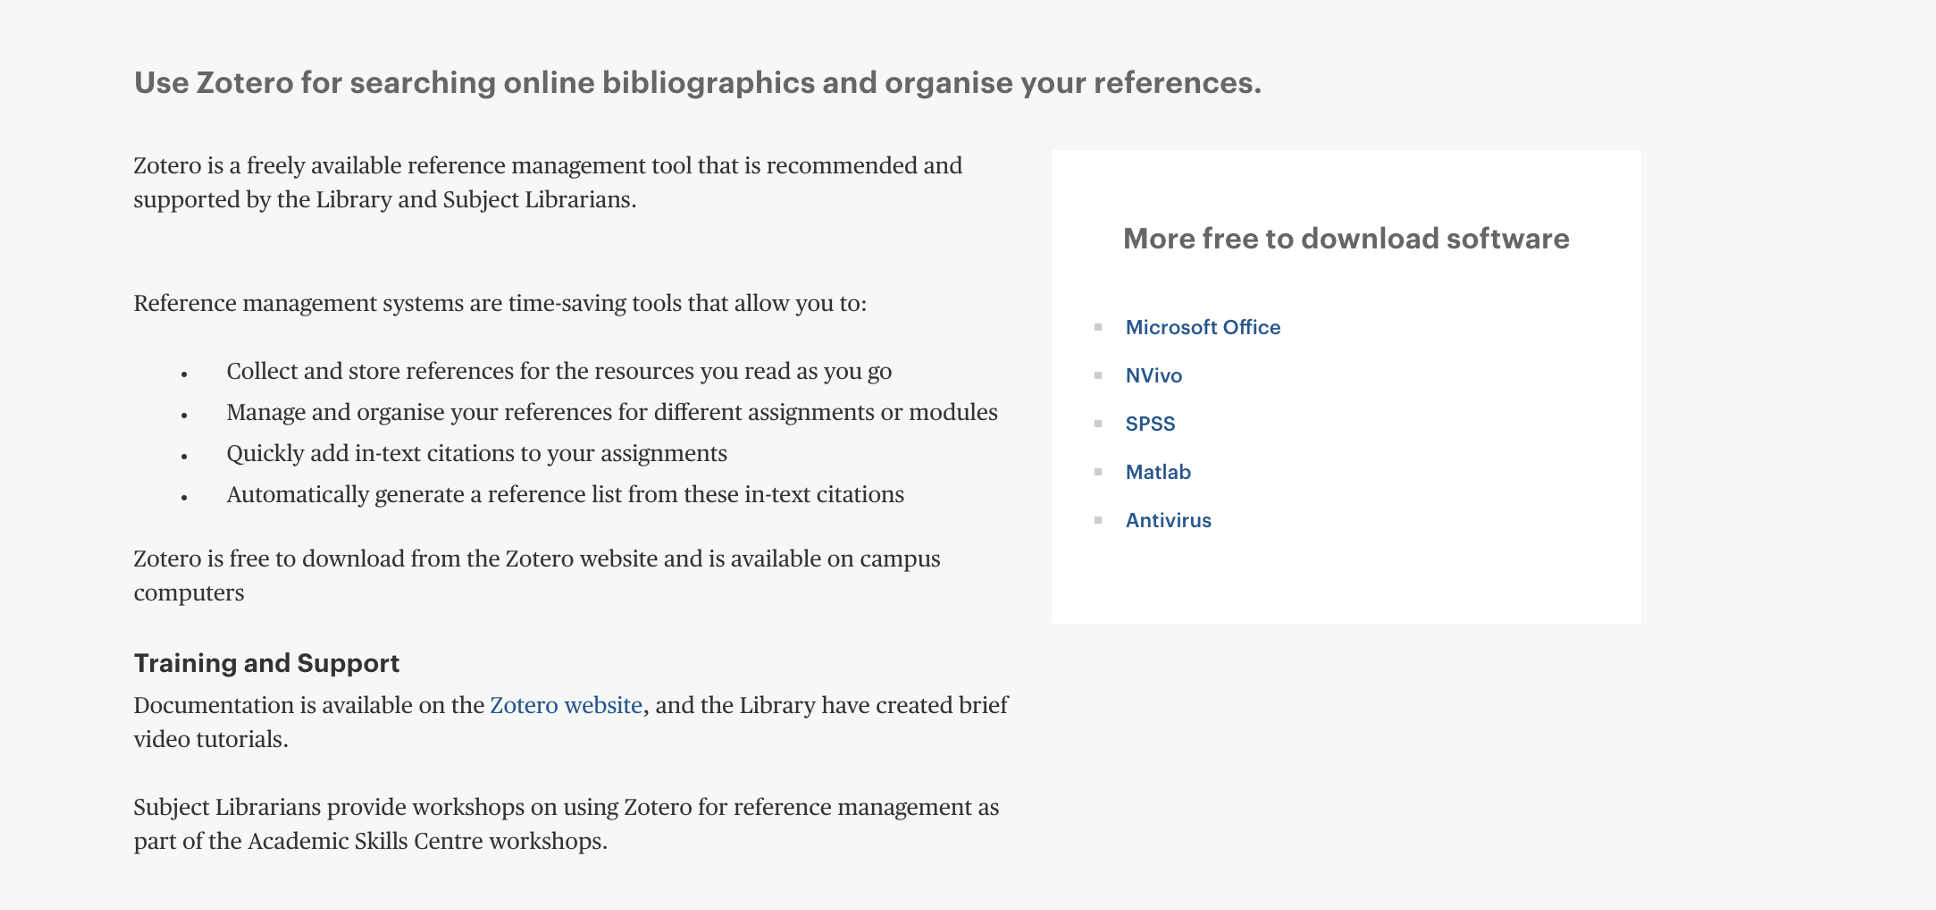 Use Zotero for searching online bibliographics and organise your references.
Zotero is a freely available reference management tool that is recommended and
supported by the Library and Subject Librarians.
Reference management systems are time-saving tools that allow you to:
• Collect and store references for the resources you read as you go
• Manage and organise your references for different assignments or modules
• Quickly add in-text citations to your assignments
• Automatically generate a reference list from these in-text citations
Zotero is free to download from the Zotero website and is available on campus
computers
Training and Support
Documentation is available on the Zotero website, and the Library have created brief
video tutorials.
Subject Librarians provide workshops on using Zotero for reference management as
part of the Academic Skills Centre workshops.
More free to download software
▪ Microsoft Office
▪ NVivo
▪ SPSS
▪ Matlab
▪ Antivirus